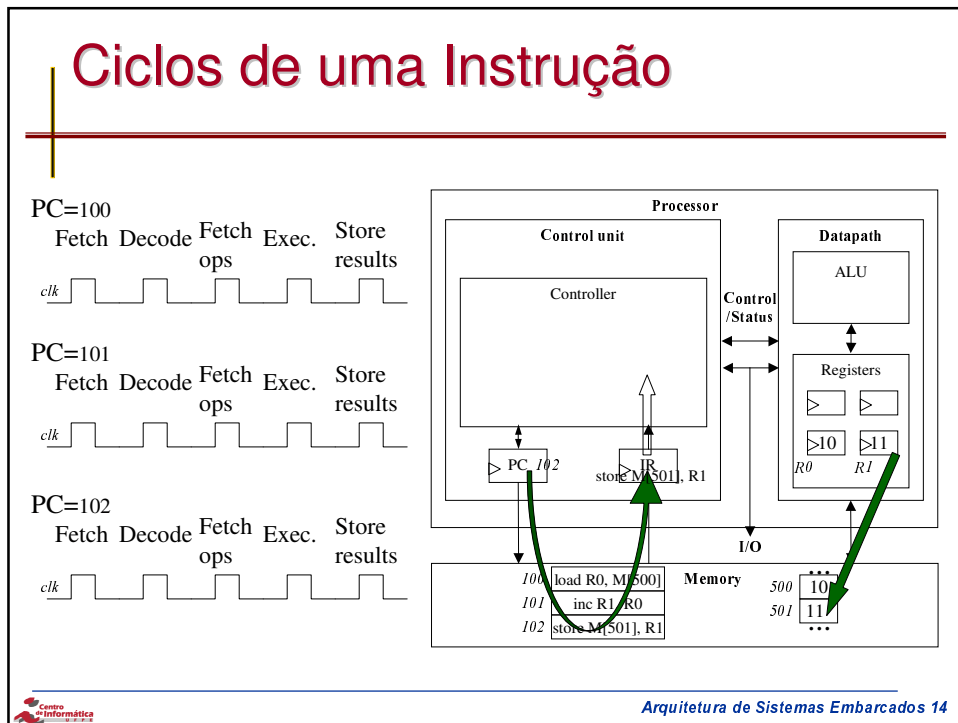 Ciclos de uma Instrução
PC=100
Fetch Decode Fetch ops Exec. Store results
clk
PC=101
Fetch Decode Fetch ops Exec. Store results
clk
PC=102
Fetch Decode Fetch ops Exec. Store results
clk
Processor
Control unit
Datapath
ALU
Controller
Control
/Status
Registers
10 11
R0 R1
PC 102
IR
store M[501], R1
I/O
Memory
100 load R0, M[500]
101 inc R1, R0
102 store M[501], R1
...
500 10
501 11
...
Centro
de Informática
UFPE
Arquitetura de Sistemas Embarcados 14